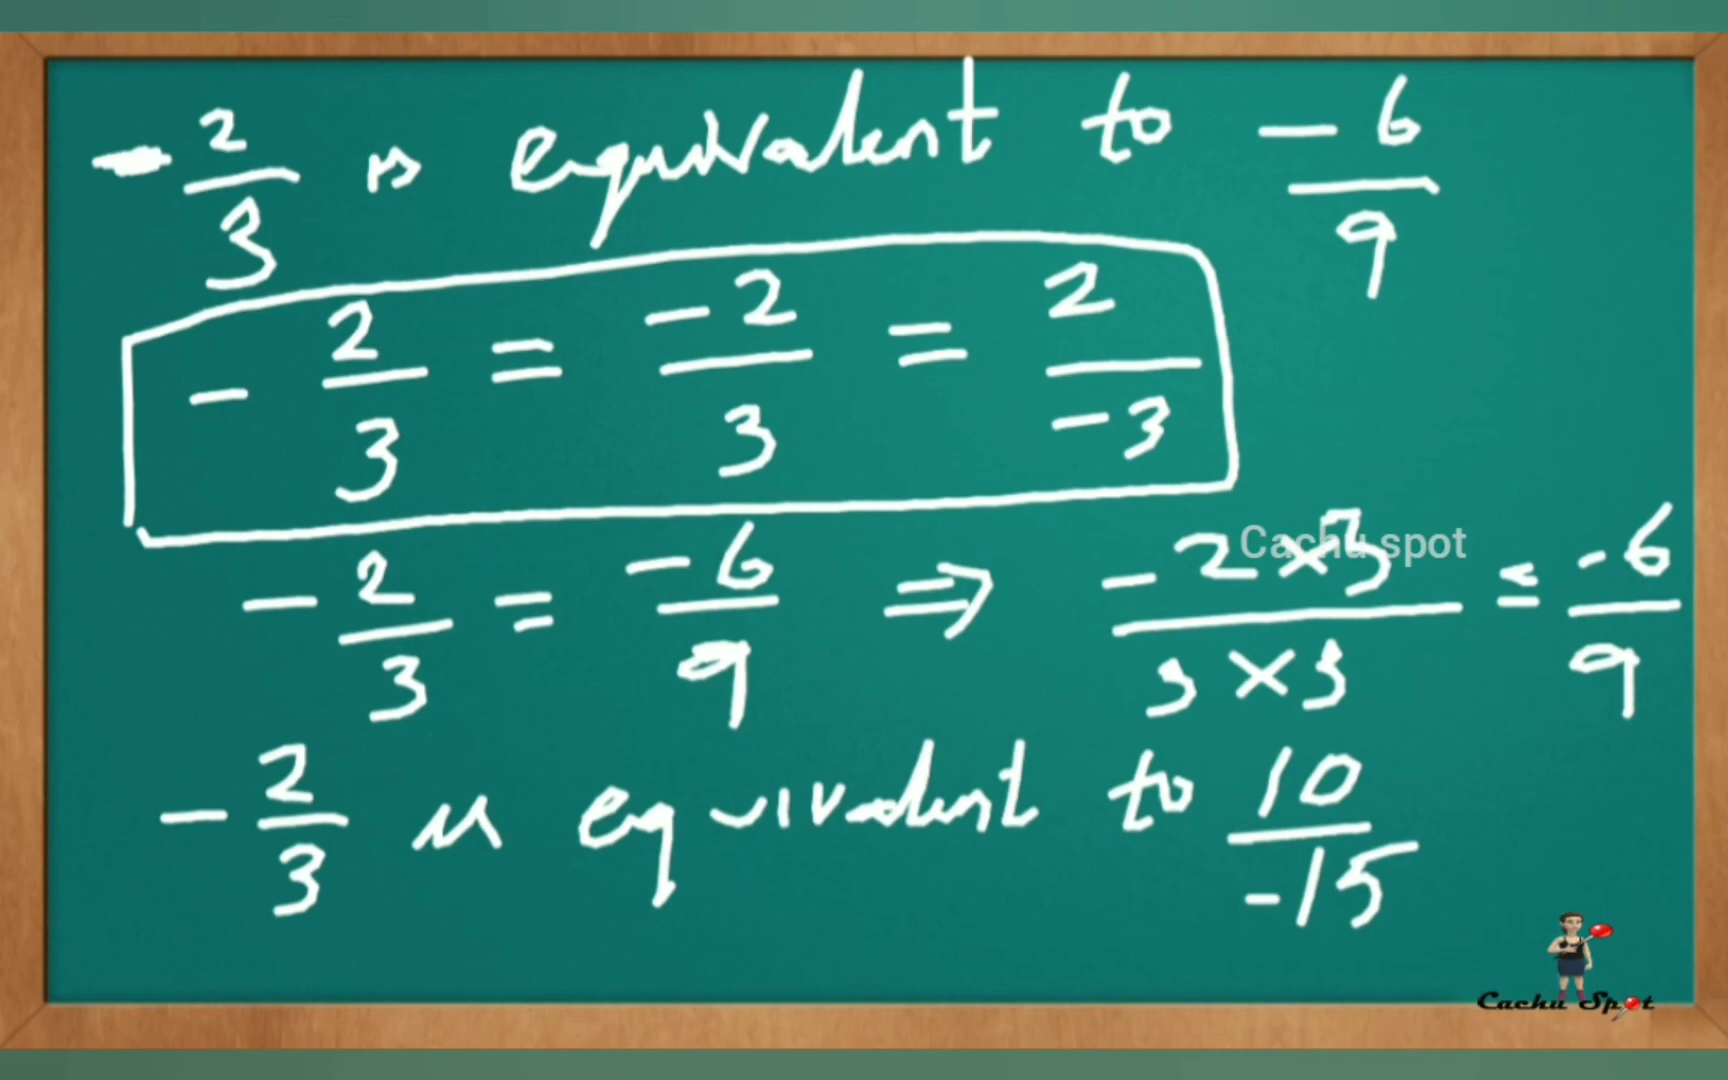 - 2/3 is equivalent to -6/9
- 2/3 = -2/3 = 2/-3
- 2/3 = -6/9 ⇒ -2×3/3×3 = -6/9
Cachu spot
- 2/3 is equivalent to 10/-15
Cachu Spot